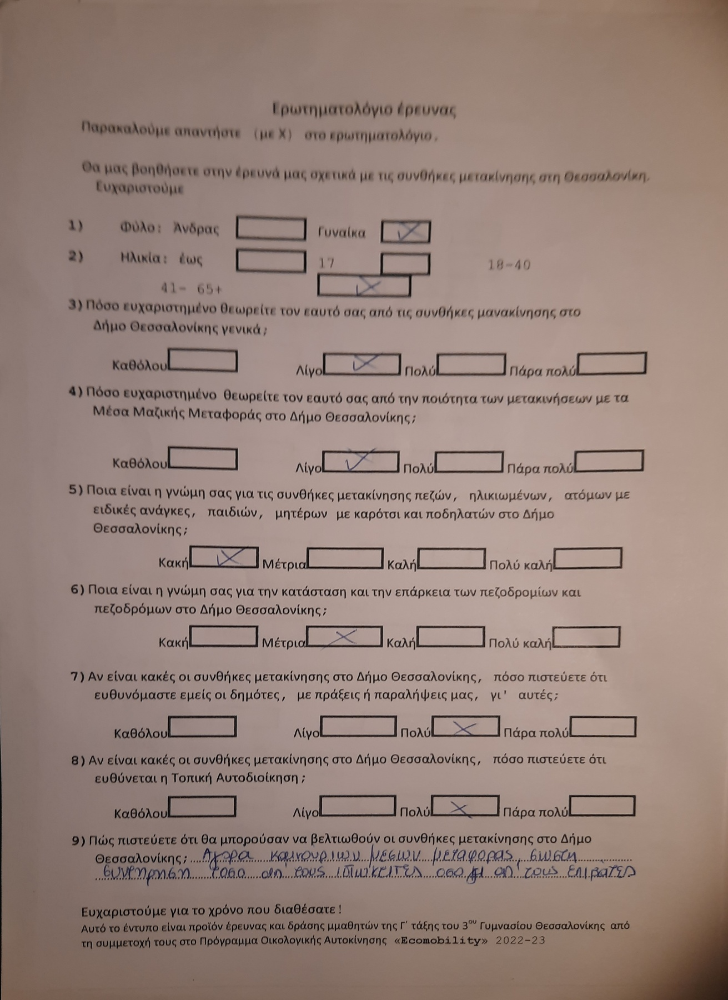 Ερωτηματολόγιο έρευνας
Παρακαλούμε απαντήστε (με Χ) στο ερωτηματολόγιο.
Θα μας βοηθήσετε στην έρευνά μας σχετικά με τις συνθήκες μετακίνησης στη Θεσσαλονίκη.
Ευχαριστούμε
1) Φύλο: Άνδρας Γυναίκα X
2) Ηλικία: έως 17 18-40
41- 65+ X
3) Πόσο ευχαριστημένο θεωρείτε τον εαυτό σας από τις συνθήκες μανακίνησης στο
Δήμο Θεσσαλονίκης γενικά;
Καθόλου Λίγο X Πολύ Πάρα πολύ
4) Πόσο ευχαριστημένο θεωρείτε τον εαυτό σας από την ποιότητα των μετακινήσεων με τα
Μέσα Μαζικής Μεταφοράς στο Δήμο Θεσσαλονίκης;
Καθόλου Λίγο X Πολύ Πάρα πολύ
5) Ποια είναι η γνώμη σας για τις συνθήκες μετακίνησης πεζών, ηλικιωμένων, ατόμων με
ειδικές ανάγκες, παιδιών, μητέρων με καρότσι και ποδηλατών στο Δήμο
Θεσσαλονίκης;
Κακή X Μέτρια Καλή Πολύ καλή
6) Ποια είναι η γνώμη σας για την κατάσταση και την επάρκεια των πεζοδρομίων και
πεζοδρόμων στο Δήμο Θεσσαλονίκης;
Κακή Μέτρια X Καλή Πολύ καλή
7) Αν είναι κακές οι συνθήκες μετακίνησης στο Δήμο Θεσσαλονίκης, πόσο πιστεύετε ότι
ευθυνόμαστε εμείς οι δημότες, με πράξεις ή παραλήψεις μας, γι' αυτές;
Καθόλου Λίγο Πολύ X Πάρα πολύ
8) Αν είναι κακές οι συνθήκες μετακίνησης στο Δήμο Θεσσαλονίκης, πόσο πιστεύετε ότι
ευθύνεται η Τοπική Αυτοδιοίκηση;
Καθόλου Λίγο Πολύ X Πάρα πολύ
9) Πώς πιστεύετε ότι θα μπορούσαν να βελτιωθούν οι συνθήκες μετακίνησης στο Δήμο
Θεσσαλονίκης; Αγορα καινουριων μεσων μεταφορας, σωστη
συντηρηση τοσο απ' τους όσο απ' τους επιβάτες
Ευχαριστούμε για το χρόνο που διαθέσατε!
Αυτό το έντυπο είναι προϊόν έρευνας και δράσης μμαθητών της Γ΄ τάξης του 3ου Γυμνασίου Θεσσαλονίκης από
τη συμμετοχή τους στο Πρόγραμμα Οικολογικής Αυτοκίνησης «Ecomobility» 2022-23